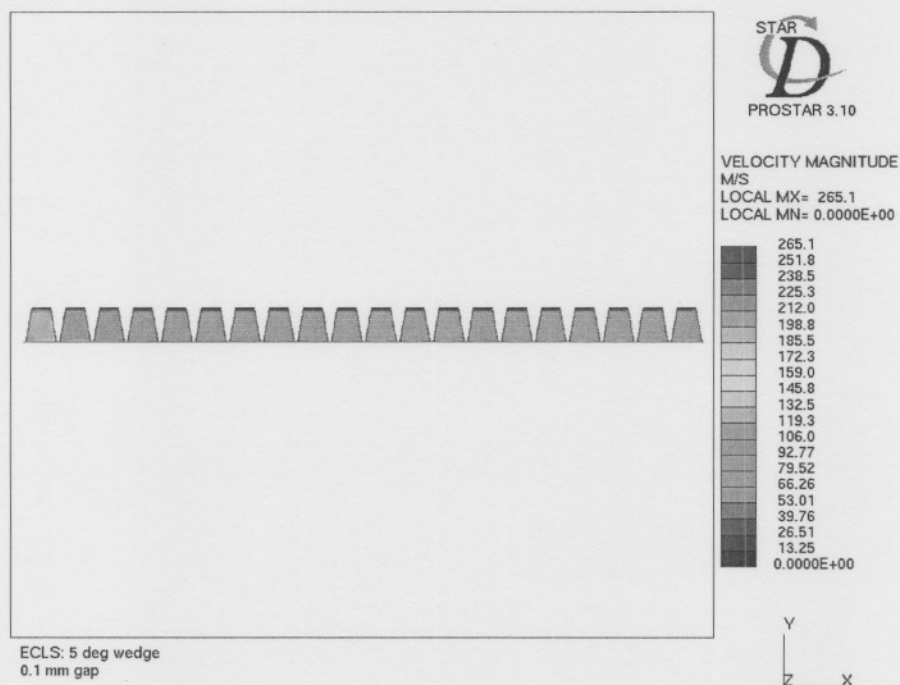 STAR
CD
PROSTAR 3.10
VELOCITY MAGNITUDE
M/S
LOCAL MX= 265.1
LOCAL MN= 0.0000E+00
265.1
251.8
238.5
225.3
212.0
198.8
185.5
172.3
159.0
145.8
132.5
119.3
106.0
92.77
79.52
66.26
53.01
39.76
26.51
13.25
0.0000E+00
Y
Z X
ECLS: 5 deg wedge
0.1 mm gap